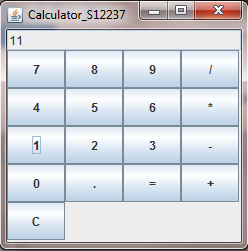 Calculator_S12237
11
7 8 9 /
4 5 6 *
1 2 3 -
0 . = +
C